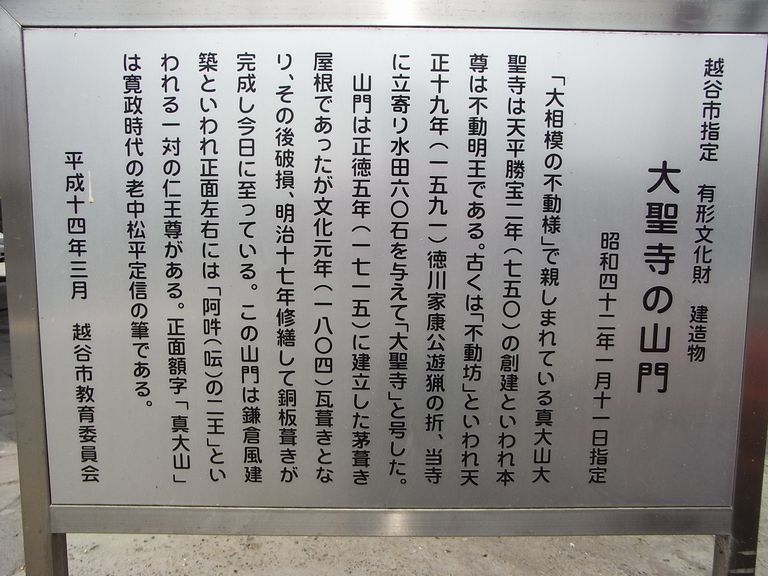 越谷市指定　有形文化財　建造物
大聖寺の山門
昭和四十二年一月十一日指定
「大相模の不動様」で親しまれている真大山大
聖寺は天平勝宝二年（七五〇）の創建といわれ本
尊は不動明王である。古くは「不動坊」といわれ天
正十九年（一五九一）徳川家康公遊猟の折、当寺
に立寄り水田六〇石を与えて「大聖寺」と号した。
山門は正徳五年（一七一五）に建立した茅葺き
屋根であったが文化元年（一八〇四）瓦葺きとな
り、その後破損、明治十七年修繕して銅板葺きが
完成し今日に至っている。この山門は鎌倉風建
築といわれ正面左右には「阿吽（呍）の二王」とい
われる一対の仁王尊がある。正面額字「真大山」
は寛政時代の老中松平定信の筆である。
平成十四年三月　越谷市教育委員会